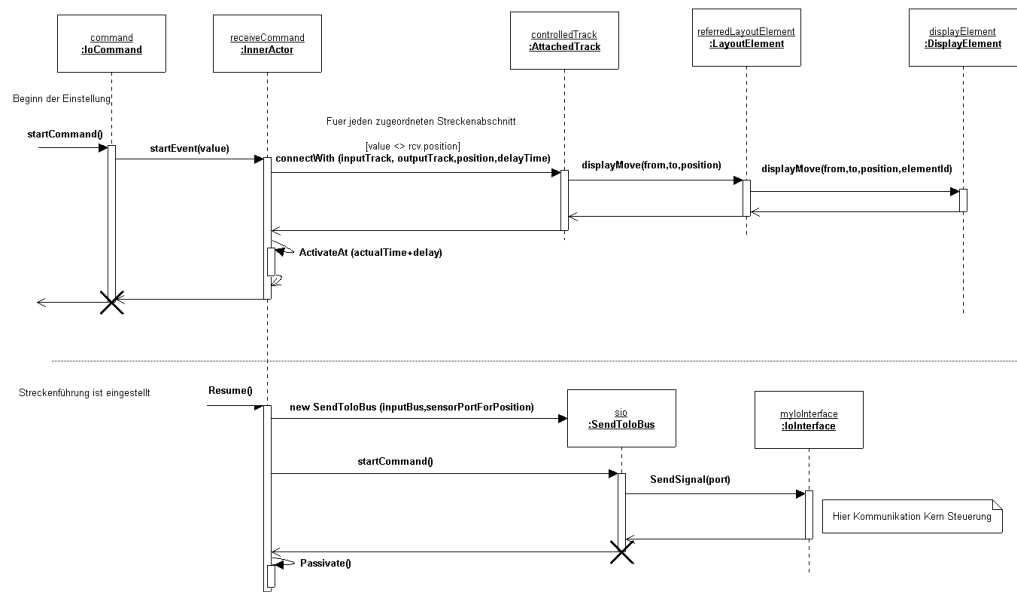 command
:IoCommand
receiveCommand
:InnerActor
controlledTrack
:AttachedTrack
referredLayoutElement
:LayoutElement
displayElement
:DisplayElement
Beginn der Einstellung
Fuer jeden zugeordneten Streckenabschnitt
startCommand()
startEvent(value)
[value <> rcv.position]
connectWith (inputTrack, outputTrack,position,delayTime)
displayMove(from,to,position)
displayMove(from,to,position,elementId)
ActivateAt (actualTime+delay)
Streckenführung ist eingestellt
Resume()
new SendToIoBus (inputBus,sensorPortForPosition)
sio
:SendToIoBus
myIoInterface
:IoInterface
startCommand()
SendSignal(port)
Hier Kommunikation Kern Steuerung
Passivate()